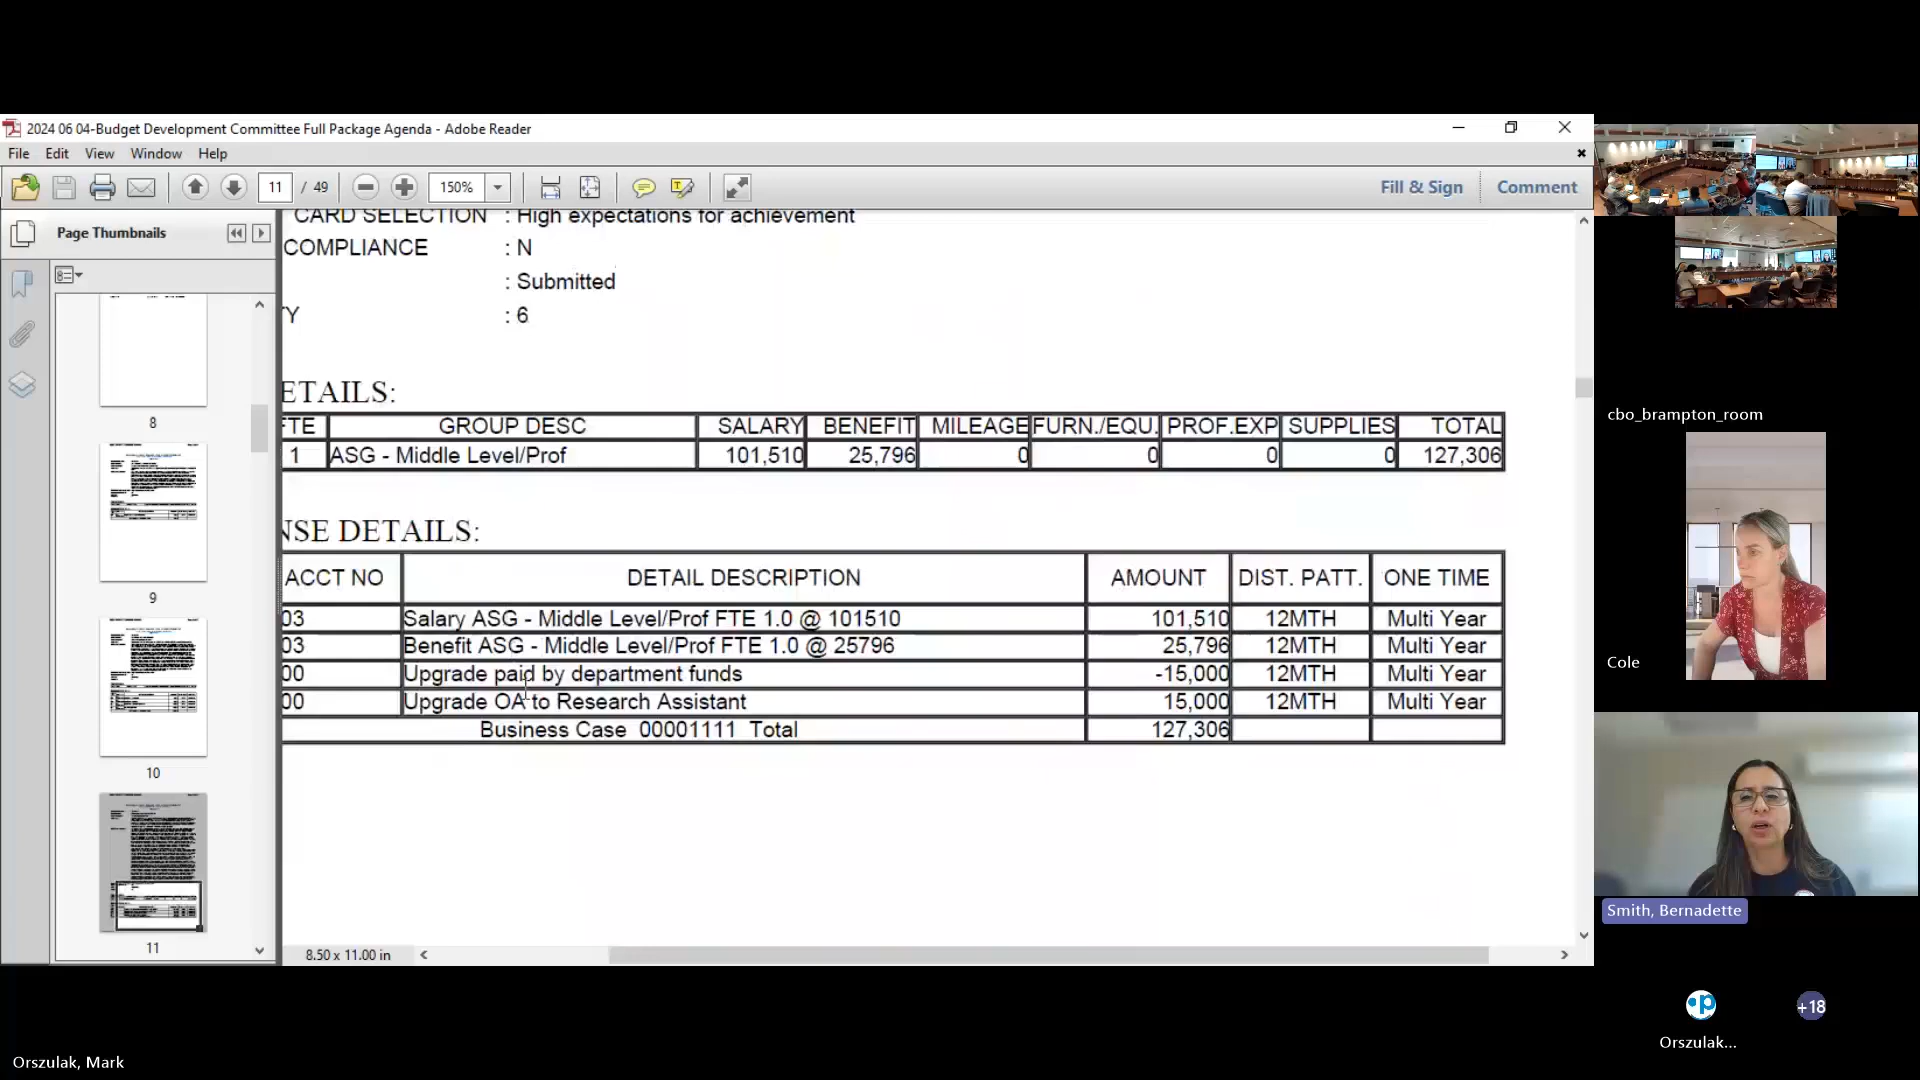 2024 06 04-Budget Development Committee Full Package Agenda - Adobe Reader
File Edit View Window Help
11 / 49 150% Fill & Sign Comment
Page Thumbnails
8
9
10
11
CARD SELECTION : High expectations for achievement
COMPLIANCE : N
: Submitted
Y : 6
ETAILS:
FTE GROUP DESC SALARY BENEFIT MILEAGE FURN./EQU. PROF.EXP SUPPLIES TOTAL
1 ASG - Middle Level/Prof 101,510 25,796 0 0 0 0 127,306
NSE DETAILS:
ACCT NO DETAIL DESCRIPTION AMOUNT DIST. PATT. ONE TIME
03 Salary ASG - Middle Level/Prof FTE 1.0 @ 101510 101,510 12MTH Multi Year
03 Benefit ASG - Middle Level/Prof FTE 1.0 @ 25796 25,796 12MTH Multi Year
00 Upgrade paid by department funds -15,000 12MTH Multi Year
00 Upgrade OA to Research Assistant 15,000 12MTH Multi Year
Business Case 00001111 Total 127,306
8.50 x 11.00 in
cbo_brampton_room
Cole
Smith, Bernadette
p
+18
Orszulak...
Orszulak, Mark